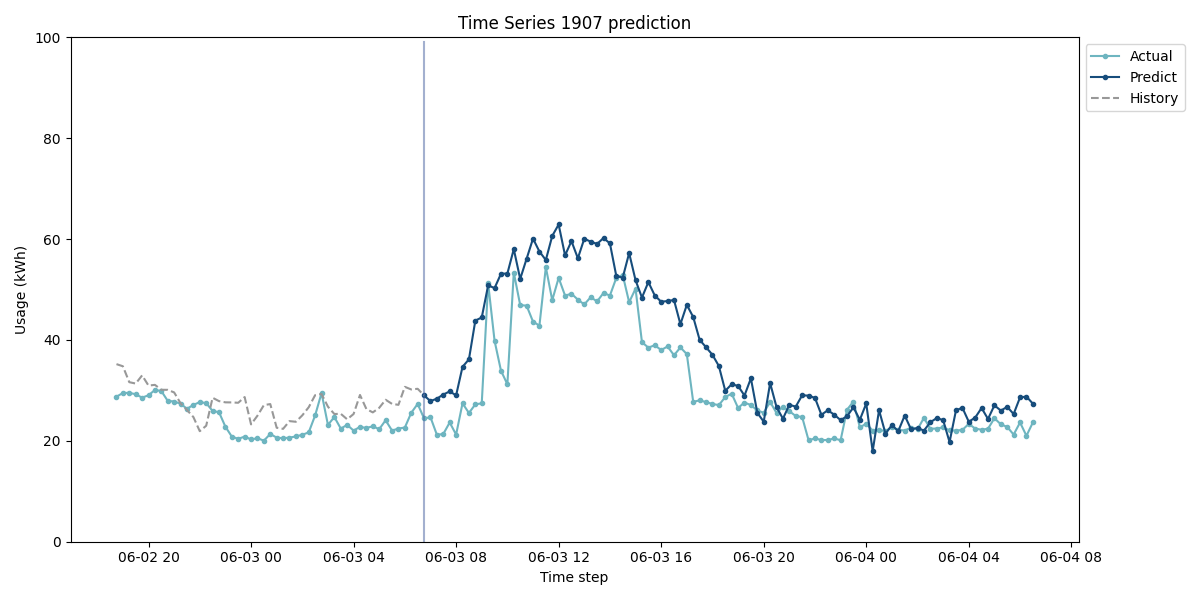 Time Series 1907 prediction
Usage (kWh)
100
80
60
40
20
0
06-02 20
06-03 00
06-03 04
06-03 08
06-03 12
06-03 16
06-03 20
06-04 00
06-04 04
06-04 08
Time step
Actual
Predict
History